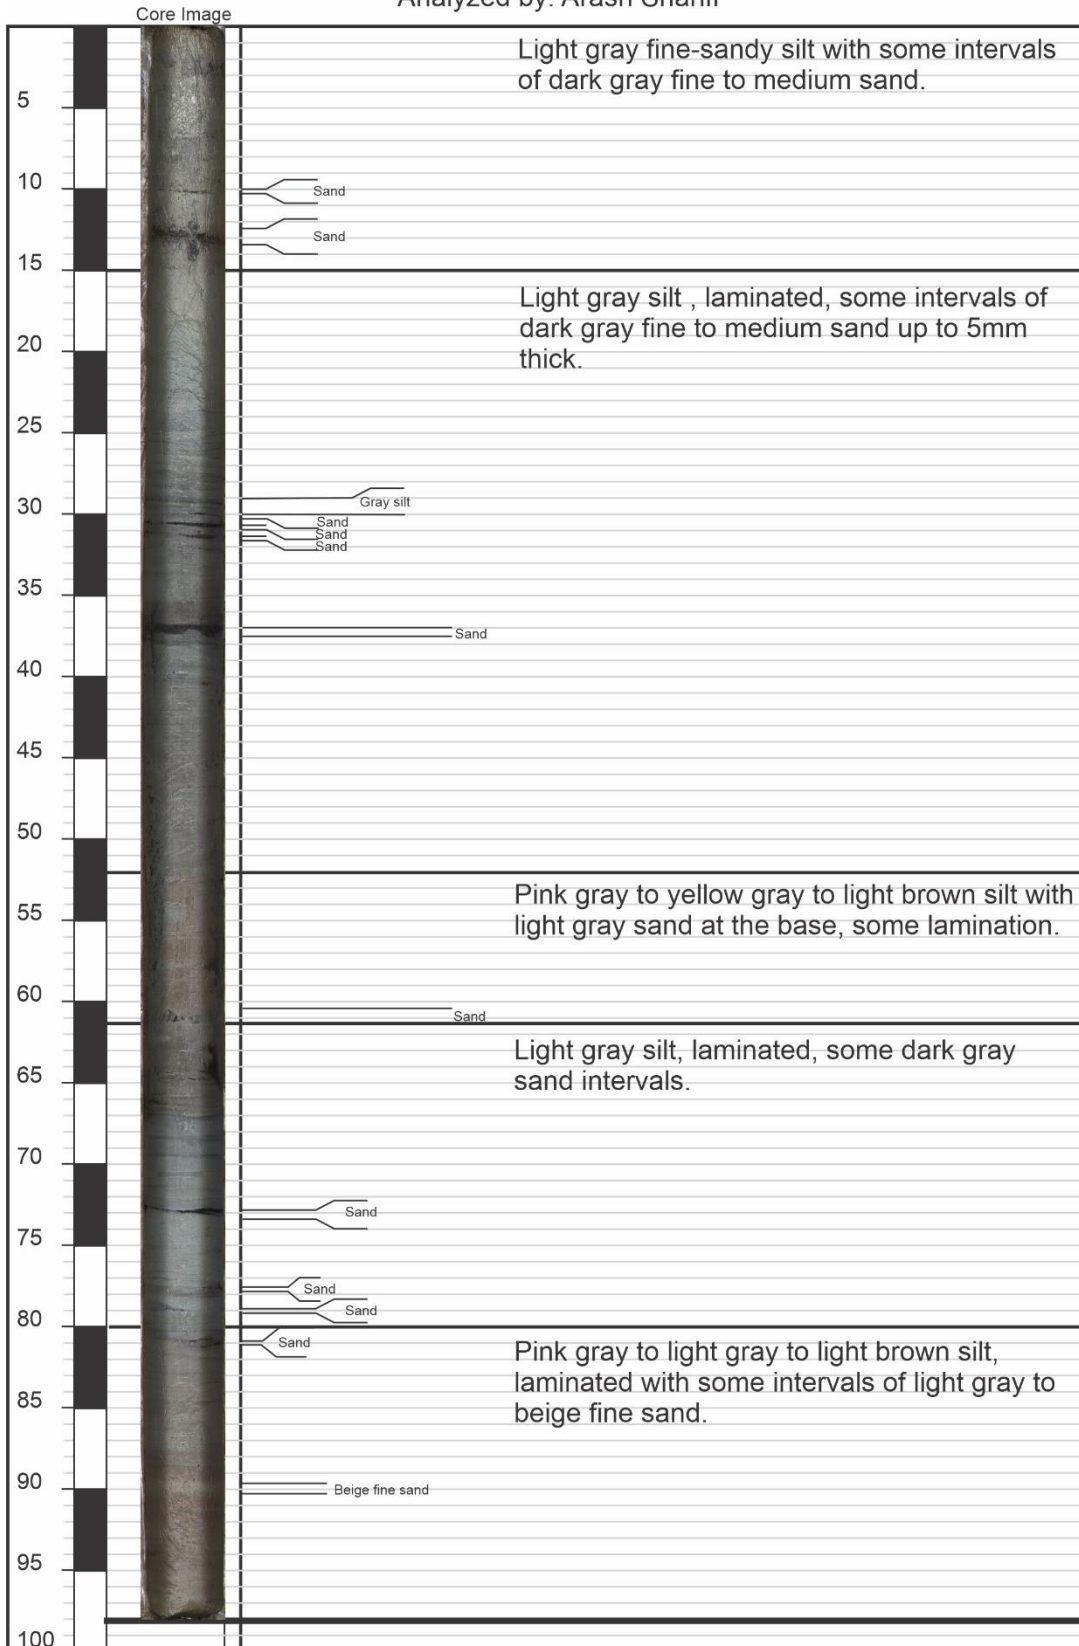 Core Image
Light gray fine-sandy silt with some intervals
of dark gray fine to medium sand.
5
10
Sand
Sand
15
Light gray silt , laminated, some intervals of
dark gray fine to medium sand up to 5mm
thick.
20
25
30
Gray silt
Sand
Sand
Sand
35
Sand
40
45
50
Pink gray to yellow gray to light brown silt with
light gray sand at the base, some lamination.
55
60
Sand
Light gray silt, laminated, some dark gray
sand intervals.
65
70
Sand
75
Sand
Sand
80
Sand
Pink gray to light gray to light brown silt,
laminated with some intervals of light gray to
beige fine sand.
85
90
Beige fine sand
95
100